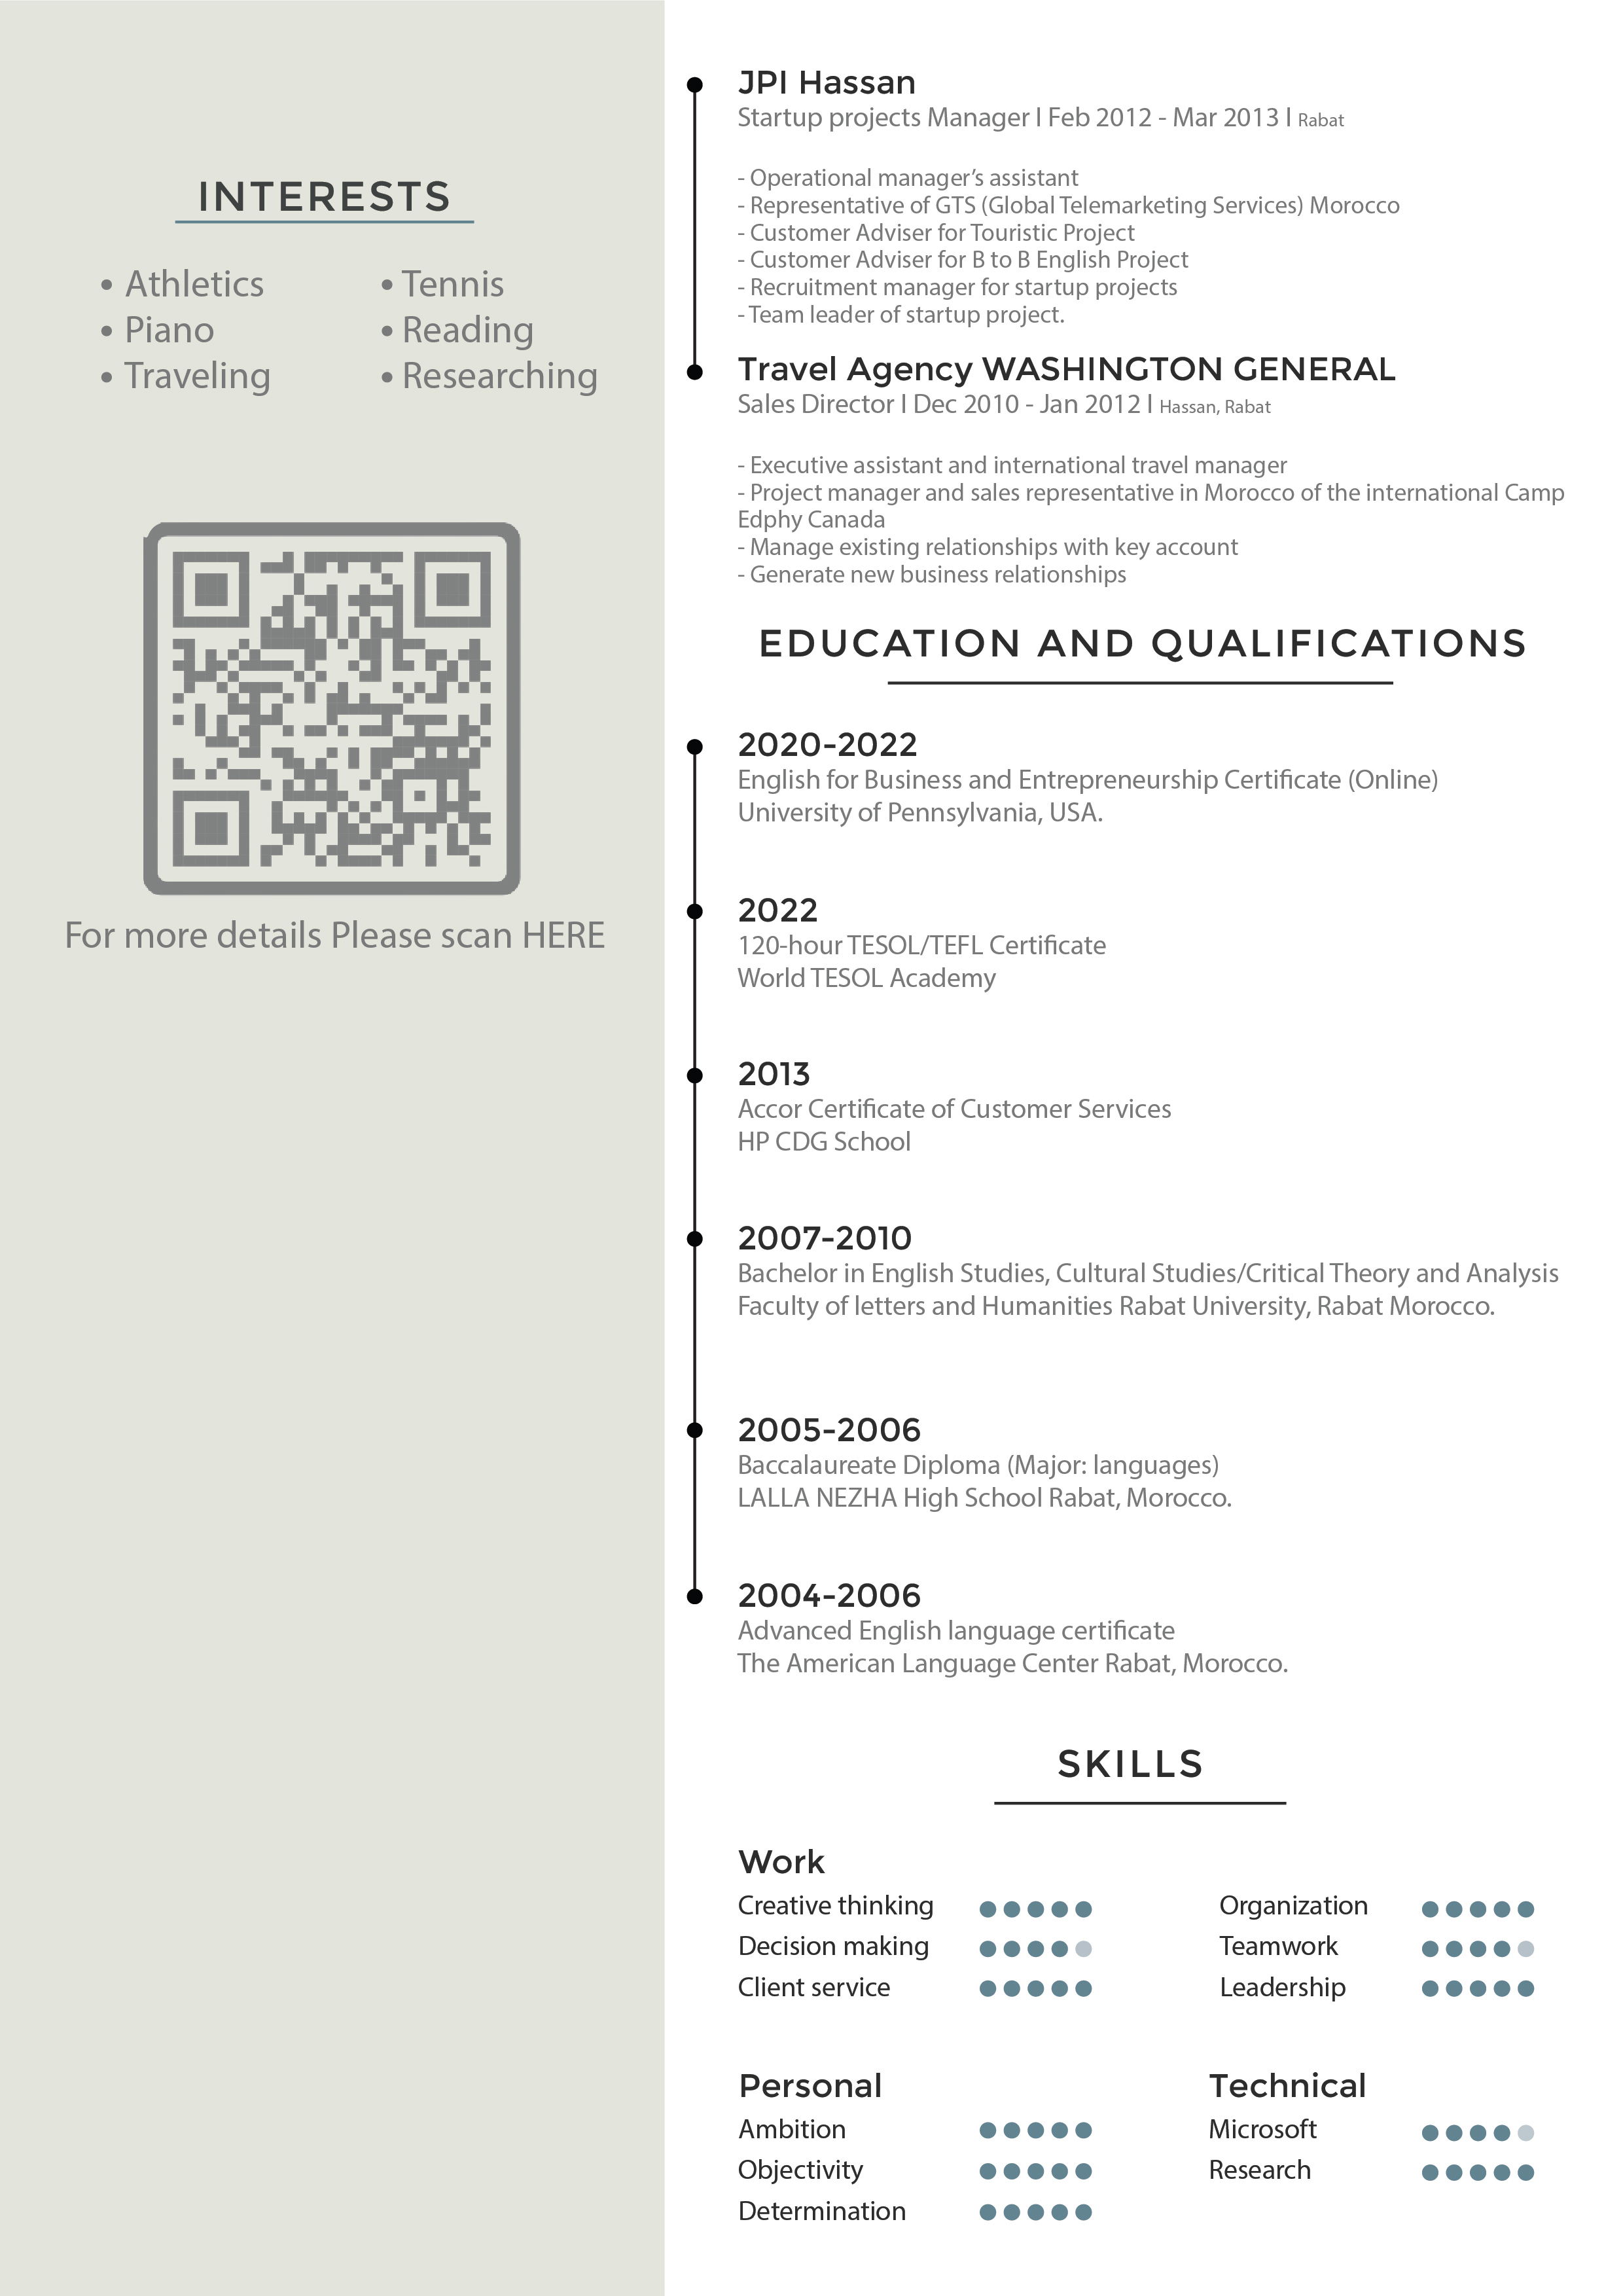 INTERESTS
• Athletics
• Piano
• Traveling
• Tennis
• Reading
• Researching
For more details Please scan HERE
JPI Hassan
Startup projects Manager I Feb 2012 - Mar 2013 I Rabat
- Operational manager’s assistant
- Representative of GTS (Global Telemarketing Services) Morocco
- Customer Adviser for Touristic Project
- Customer Adviser for B to B English Project
- Recruitment manager for startup projects
- Team leader of startup project.
Travel Agency WASHINGTON GENERAL
Sales Director I Dec 2010 - Jan 2012 I Hassan, Rabat
- Executive assistant and international travel manager
- Project manager and sales representative in Morocco of the international Camp
Edphy Canada
- Manage existing relationships with key account
- Generate new business relationships
EDUCATION AND QUALIFICATIONS
2020-2022
English for Business and Entrepreneurship Certificate (Online)
University of Pennsylvania, USA.
2022
120-hour TESOL/TEFL Certificate
World TESOL Academy
2013
Accor Certificate of Customer Services
HP CDG School
2007-2010
Bachelor in English Studies, Cultural Studies/Critical Theory and Analysis
Faculty of letters and Humanities Rabat University, Rabat Morocco.
2005-2006
Baccalaureate Diploma (Major: languages)
LALLA NEZHA High School Rabat, Morocco.
2004-2006
Advanced English language certificate
The American Language Center Rabat, Morocco.
SKILLS
Work
Creative thinking
Decision making
Client service
Organization
Teamwork
Leadership
Personal
Ambition
Objectivity
Determination
Technical
Microsoft
Research